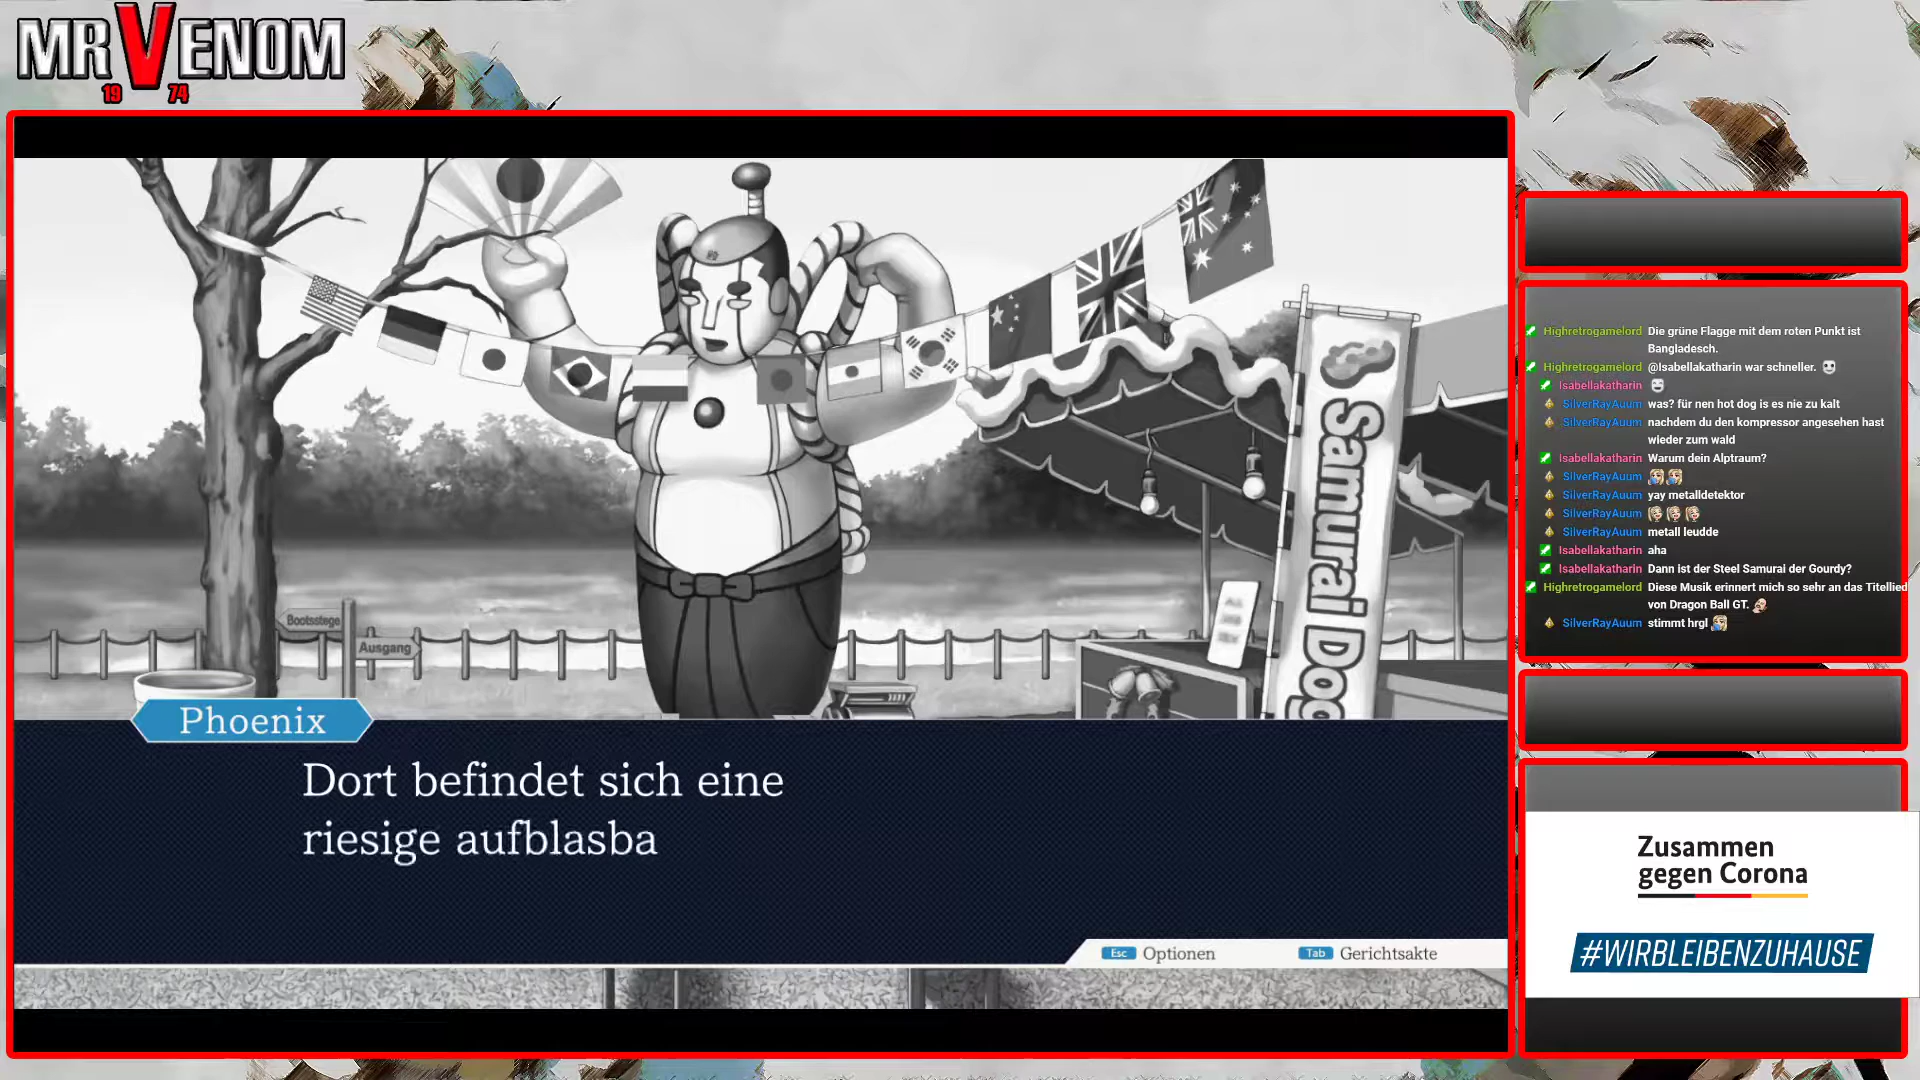 MRVENOM
19 74
Bootsstege
Ausgang
Samurai Dog
Phoenix
Dort befindet sich eine
riesige aufblasba
Esc Optionen
Tab Gerichtsakte
Highretrogamelord Die grüne Flagge mit dem roten Punkt ist
Bangladesch.
Highretrogamelord @Isabellakatharin war schneller.
Isabellakatharin
SilverRayAuum was? für nen hot dog is es nie zu kalt
SilverRayAuum nachdem du den kompressor angesehen hast
wieder zum wald
Isabellakatharin Warum dein Alptraum?
SilverRayAuum
SilverRayAuum yay metalldetektor
SilverRayAuum
SilverRayAuum metall leudde
Isabellakatharin aha
Isabellakatharin Dann ist der Steel Samurai der Gourdy?
Highretrogamelord Diese Musik erinnert mich so sehr an das Titellied
von Dragon Ball GT.
SilverRayAuum stimmt hrgl
Zusammen
gegen Corona
#WIRBLEIBENZUHAUSE